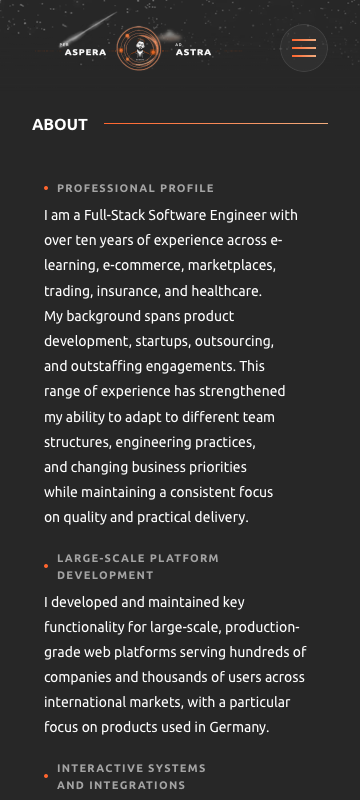 PER
ASPERA
AD
ASTRA
ABOUT
PROFESSIONAL PROFILE
I am a Full-Stack Software Engineer with
over ten years of experience across e-
learning, e-commerce, marketplaces,
trading, insurance, and healthcare.
My background spans product
development, startups, outsourcing,
and outstaffing engagements. This
range of experience has strengthened
my ability to adapt to different team
structures, engineering practices,
and changing business priorities
while maintaining a consistent focus
on quality and practical delivery.
LARGE-SCALE PLATFORM
DEVELOPMENT
I developed and maintained key
functionality for large-scale, production-
grade web platforms serving hundreds of
companies and thousands of users across
international markets, with a particular
focus on products used in Germany.
INTERACTIVE SYSTEMS
AND INTEGRATIONS